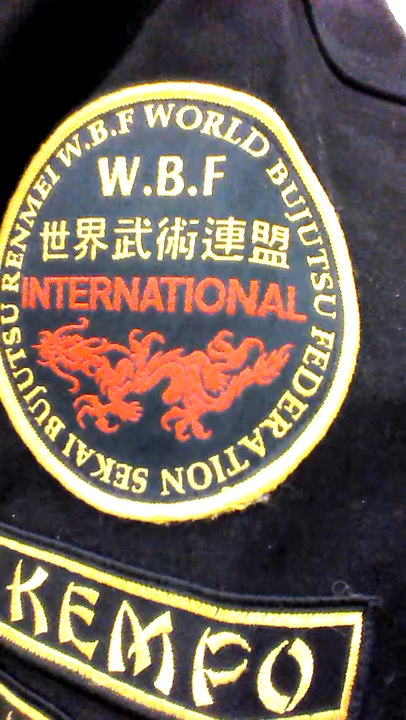 W.B.F WORLD BUJUTSU FEDERATION SEKAI BUJUTSU RENMEI
W.B.F
世界武術連盟
INTERNATIONAL
KEMPO